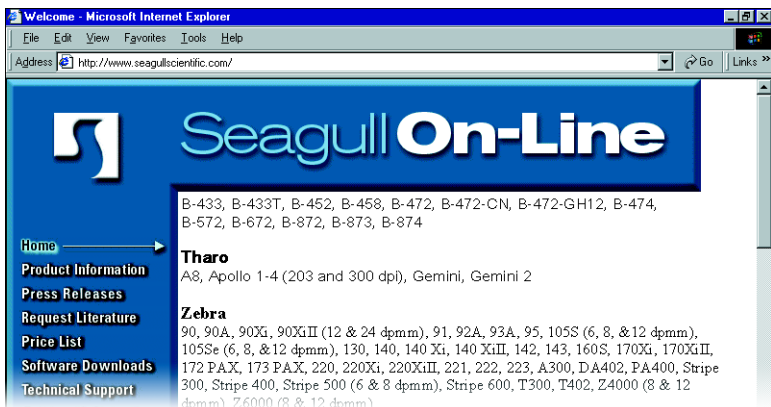 Welcome - Microsoft Internet Explorer
File Edit View Favorites Tools Help
Address http://www.seagullscientific.com/ Go Links »
Seagull On-Line
B-433, B-433T, B-452, B-458, B-472, B-472-CN, B-472-GH12, B-474,
B-572, B-672, B-872, B-873, B-874
Home
Product Information
Press Releases
Request Literature
Price List
Software Downloads
Technical Support
Tharo
A8, Apollo 1-4 (203 and 300 dpi), Gemini, Gemini 2
Zebra
90, 90A, 90Xi, 90XiII (12 & 24 dpmm), 91, 92A, 93A, 95, 105S (6, 8, &12 dpmm),
105Se (6, 8, &12 dpmm), 130, 140, 140 Xi, 140 XiII, 142, 143, 160S, 170Xi, 170XiII,
172 PAX, 173 PAX, 220, 220Xi, 220XiII, 221, 222, 223, A300, DA402, PA400, Stripe
300, Stripe 400, Stripe 500 (6 & 8 dpmm), Stripe 600, T300, T402, Z4000 (8 & 12
dpmm), Z6000 (8 & 12 dpmm)